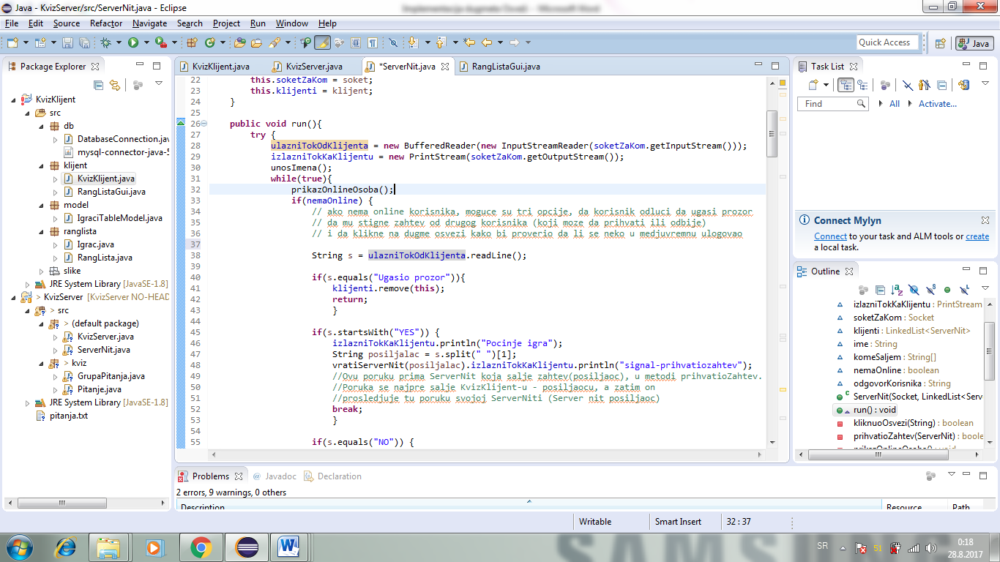 Java - KvizServer/src/ServerNit.java - Eclipse
Implementacija dugmeta Osvezi - Microsoft Word
File Edit Source Refactor Navigate Search Project Run Window Help
Quick Access
Java
Package Explorer
KvizKlijent
src
db
DatabaseConnection.jav
mysql-connector-java-5
klijent
KvizKlijent.java
RangListaGui.java
model
IgraciTableModel.java
ranglista
Igrac.java
RangLista.java
slike
JRE System Library [JavaSE-1.8]
> KvizServer [KvizServer NO-HEAD
> src
> (default package)
KvizServer.java
ServerNit.java
> kviz
GrupaPitanja.java
Pitanje.java
JRE System Library [JavaSE-1.8]
pitanja.txt
KvizKlijent.java KvizServer.java *ServerNit.java RangListaGui.java
22 this.soketZaKom = soket;
23 this.klijenti = klijent;
24 }
25
26 public void run(){
27 try {
28 ulazniTokOdKlijenta = new BufferedReader(new InputStreamReader(soketZaKom.getInputStream()));
29 izlazniTokKaKlijentu = new PrintStream(soketZaKom.getOutputStream());
30 unosImena();
31 while(true){
32 prikazOnlineOsoba();
33 if(nemaOnline) {
34 // ako nema online korisnika, moguce su tri opcije, da korisnik odluci da ugasi prozor
35 // da mu stigne zahtev od drugog korisnika (koji moze da prihvati ili odbije)
36 // i da klikne na dugme osvezi kako bi proverio da li se neko u medjuvremnu ulogovao
37
38 String s = ulazniTokOdKlijenta.readLine();
39
40 if(s.equals("Ugasio prozor")){
41 klijenti.remove(this);
42 return;
43 }
44
45 if(s.startsWith("YES")) {
46 izlazniTokKaKlijentu.println("Pocinje igra");
47 String posiljalac = s.split(" ")[1];
48 vratiServerNit(posiljalac).izlazniTokKaKlijentu.println("signal-prihvatiozahtev");
49 //Ovu poruku prima ServerNit koja salje zahtev(posiljaoc), u metodi prihvatioZahtev.
50 //Poruka se najpre salje KvizKlijent-u - posiljaocu, a zatim on
51 //prosledjuje tu poruku svojoj ServerNiti (Server nit posiljaoc)
52 break;
53 }
54
55 if(s.equals("NO")) {
Task List
Find All Activate...
Connect Mylyn
Connect to your task and ALM tools or create
a local task.
Outline
izlazniTokKaKlijentu : PrintStream
soketZaKom : Socket
klijenti : LinkedList<ServerNit>
ime : String
komeSaljem : String[]
nemaOnline : boolean
odgovorKorisnika : String
ServerNit(Socket, LinkedList<Serv
run() : void
kliknuoOsvezi(String) : boolean
prihvatioZahtev(ServerNit) : boole
prikazOnlineOsoba() : void
Problems @ Javadoc Declaration
2 errors, 9 warnings, 0 others
Description Resource Path
Writable Smart Insert 32 : 37
SAMSUNG
SR 51 0:18
28.8.2017